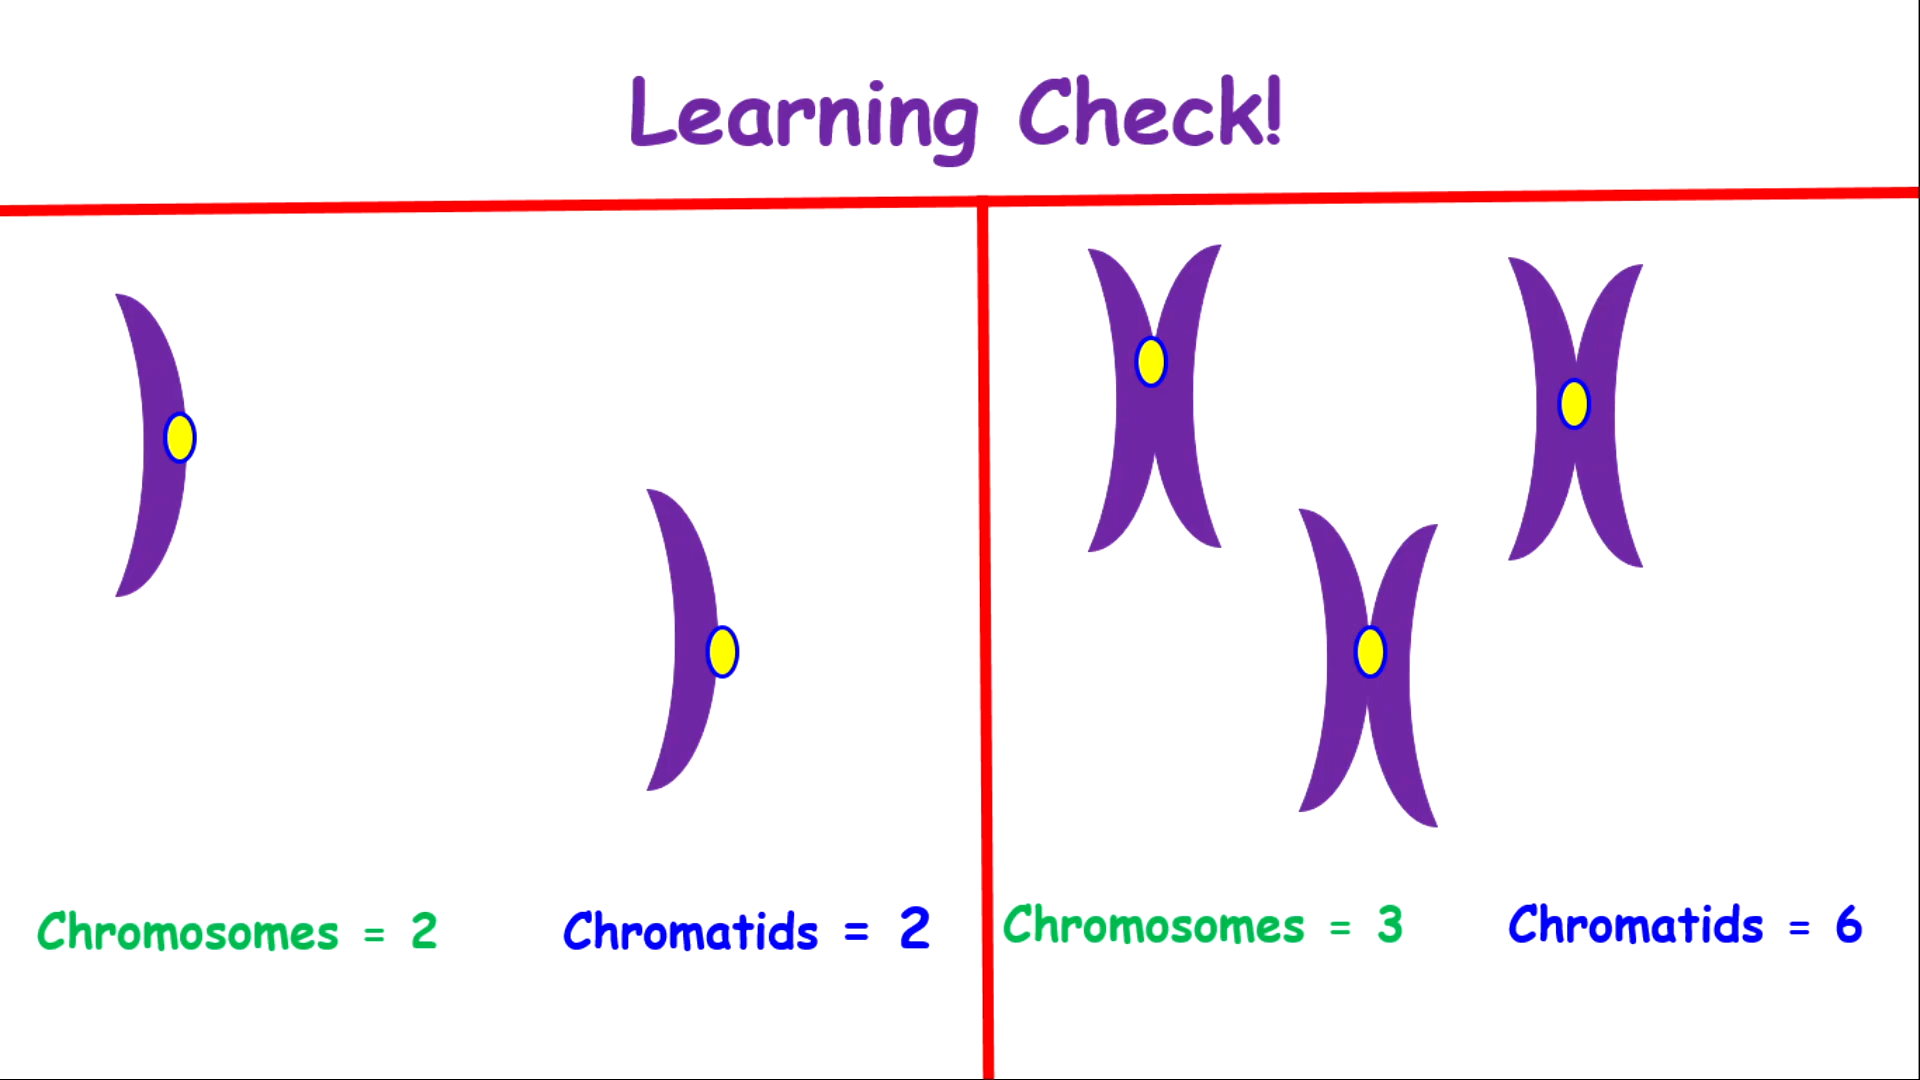 Learning Check!
Chromosomes = 2
Chromatids = 2
Chromosomes = 3
Chromatids = 6